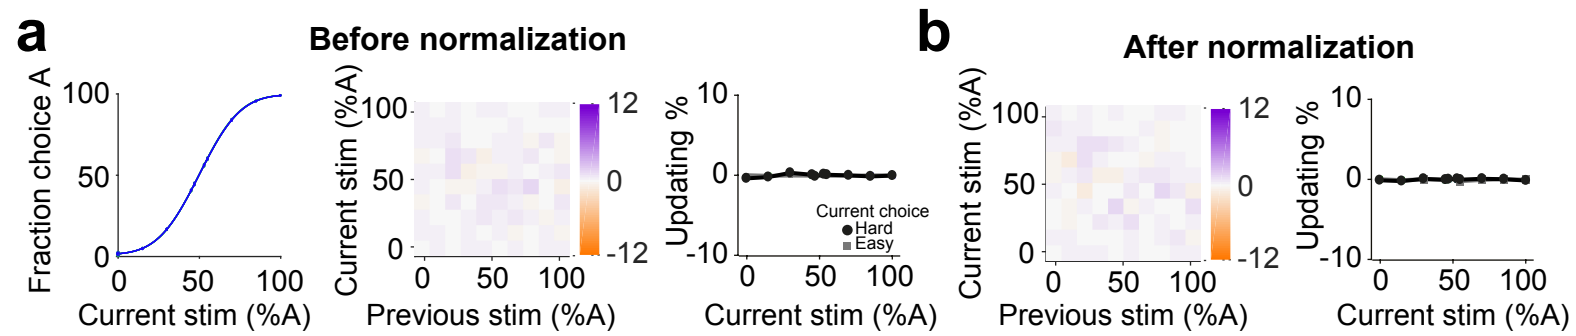 a
Before normalization
Fraction choice A
100
50
0
0
50
100
Current stim (%A)
Current stim (%A)
100
50
0
0
50
100
Previous stim (%A)
12
0
-12
Updating %
10
0
-10
Current choice
Hard
Easy
0
50
100
Current stim (%A)
b
After normalization
Current stim (%A)
100
50
0
0
50
100
Previous stim (%A)
12
0
-12
Updating %
10
0
-10
0
50
100
Current stim (%A)